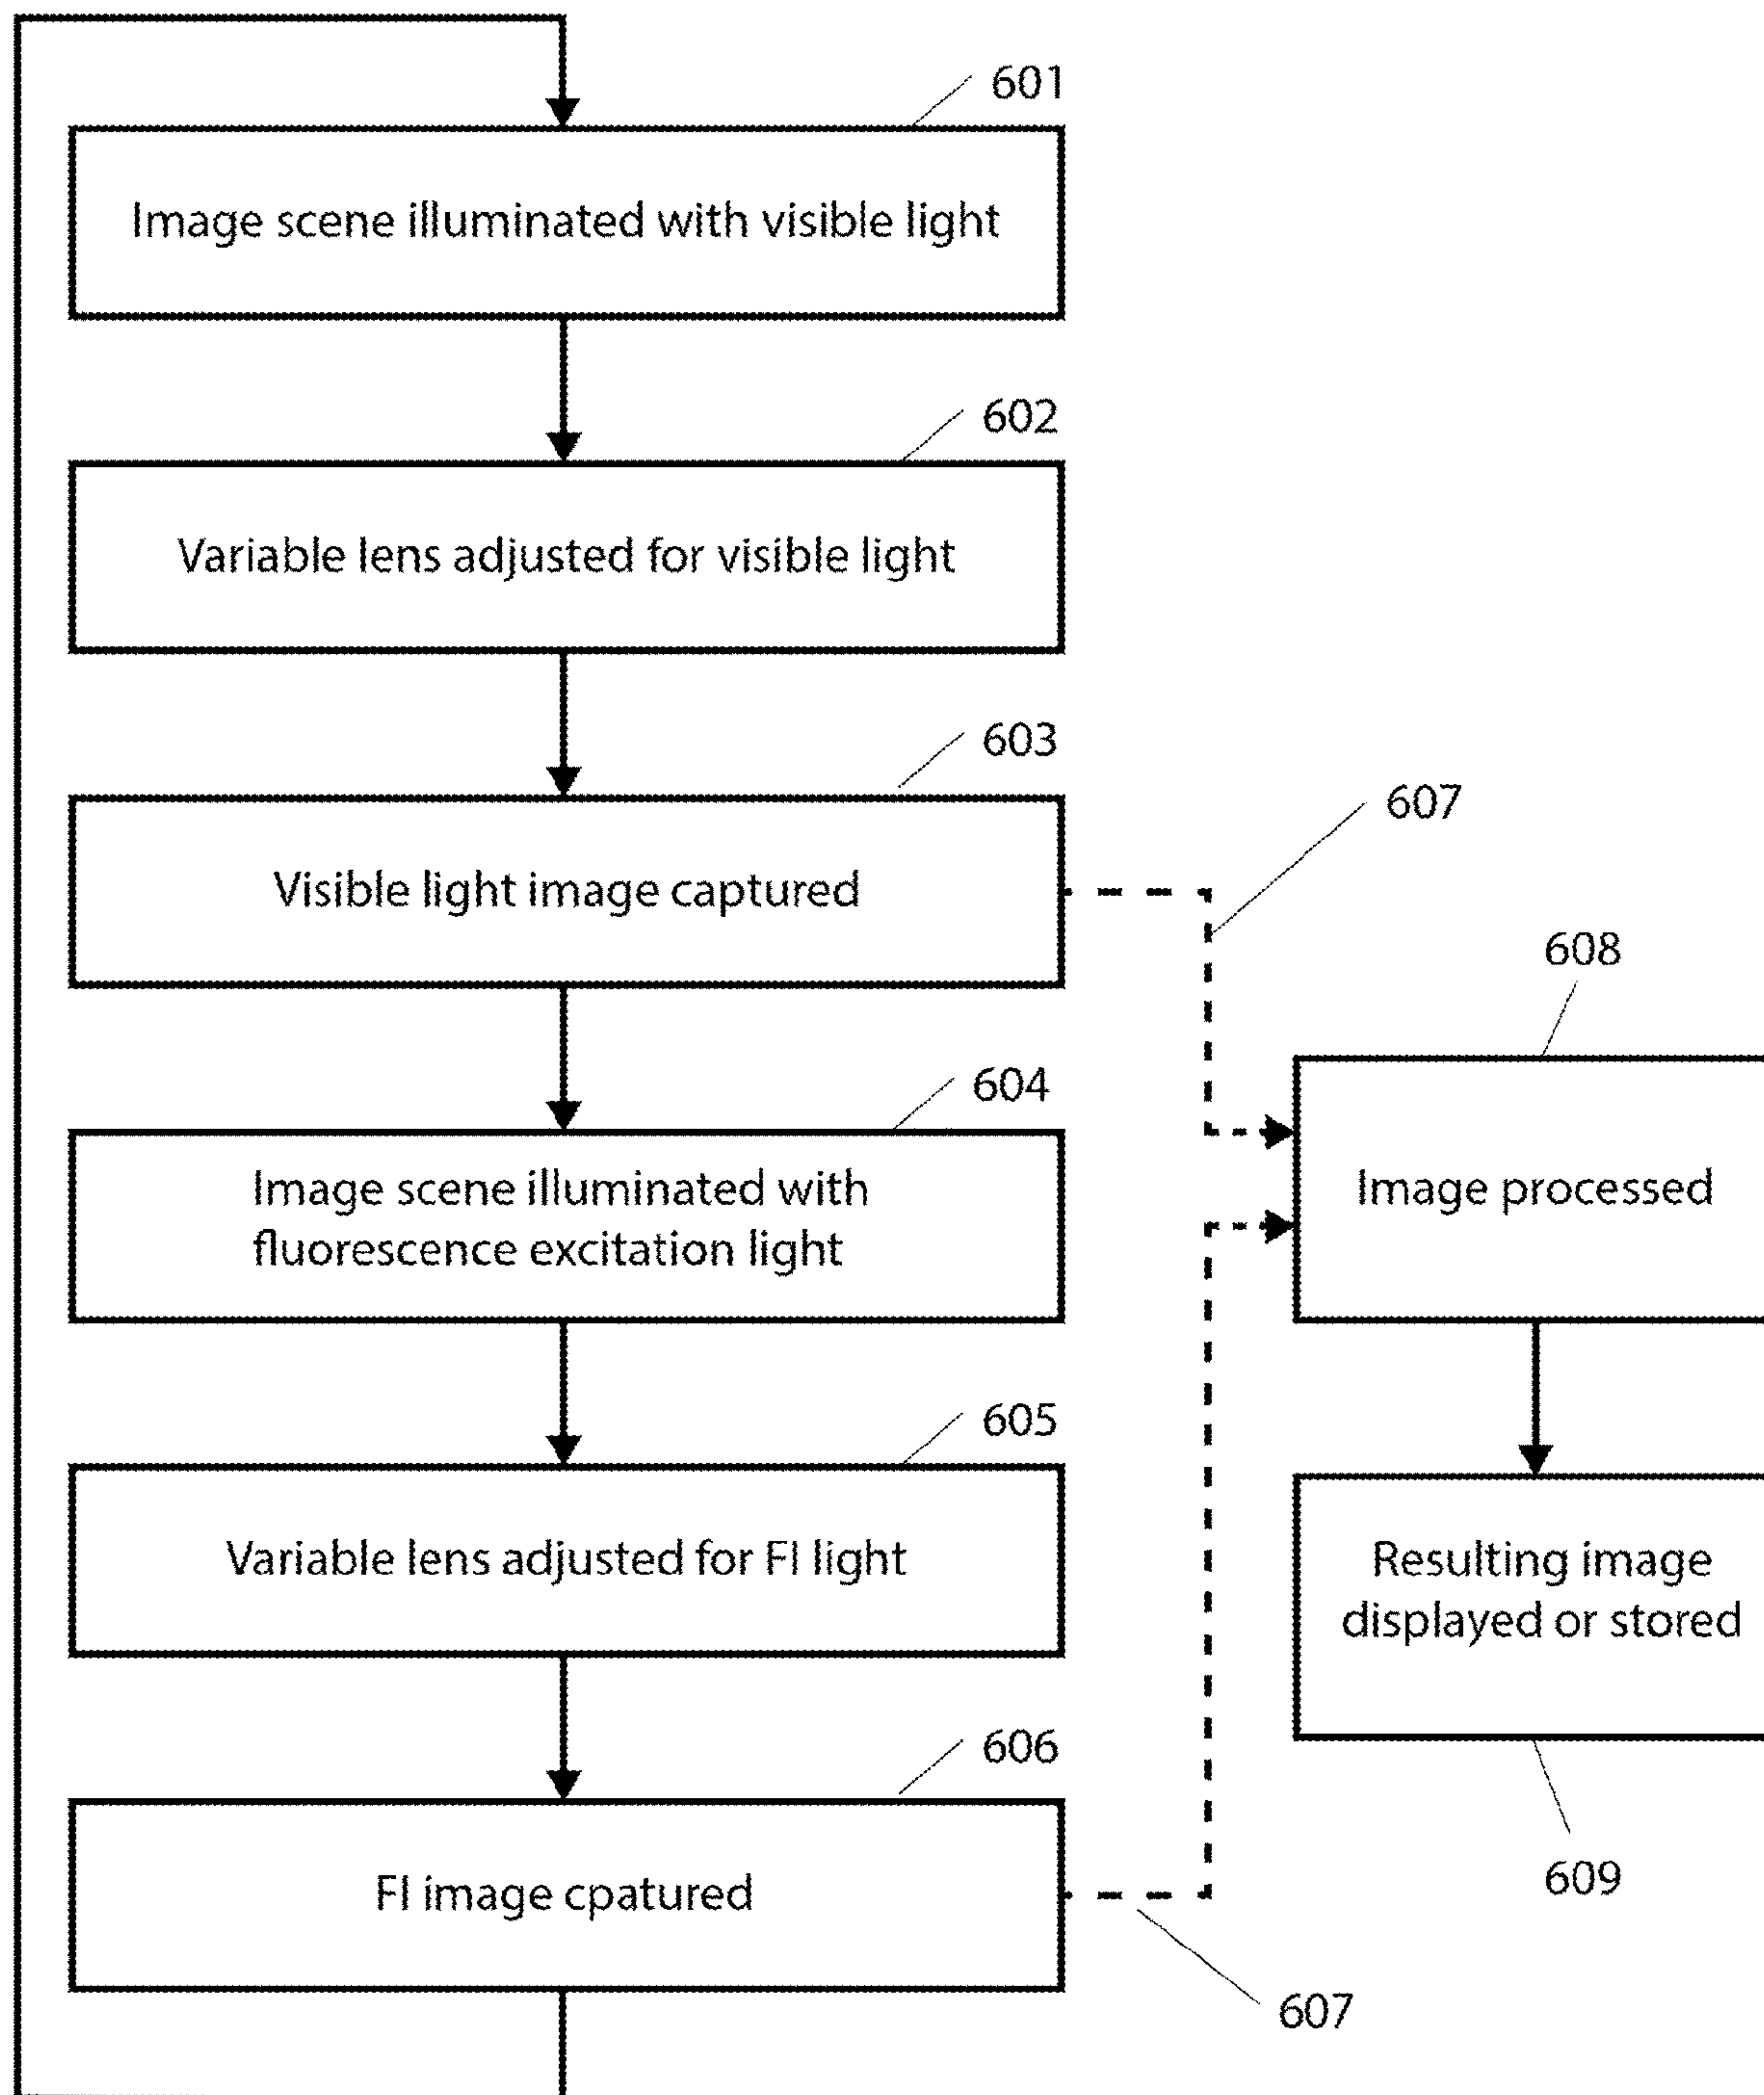 601
Image scene illuminated with visible light
602
Variable lens adjusted for visible light
603
Visible light image captured
607
608
604
Image scene illuminated with
fluorescence excitation light
Image processed
605
Variable lens adjusted for FI light
Resulting image
displayed or stored
606
FI image cpatured
609
607